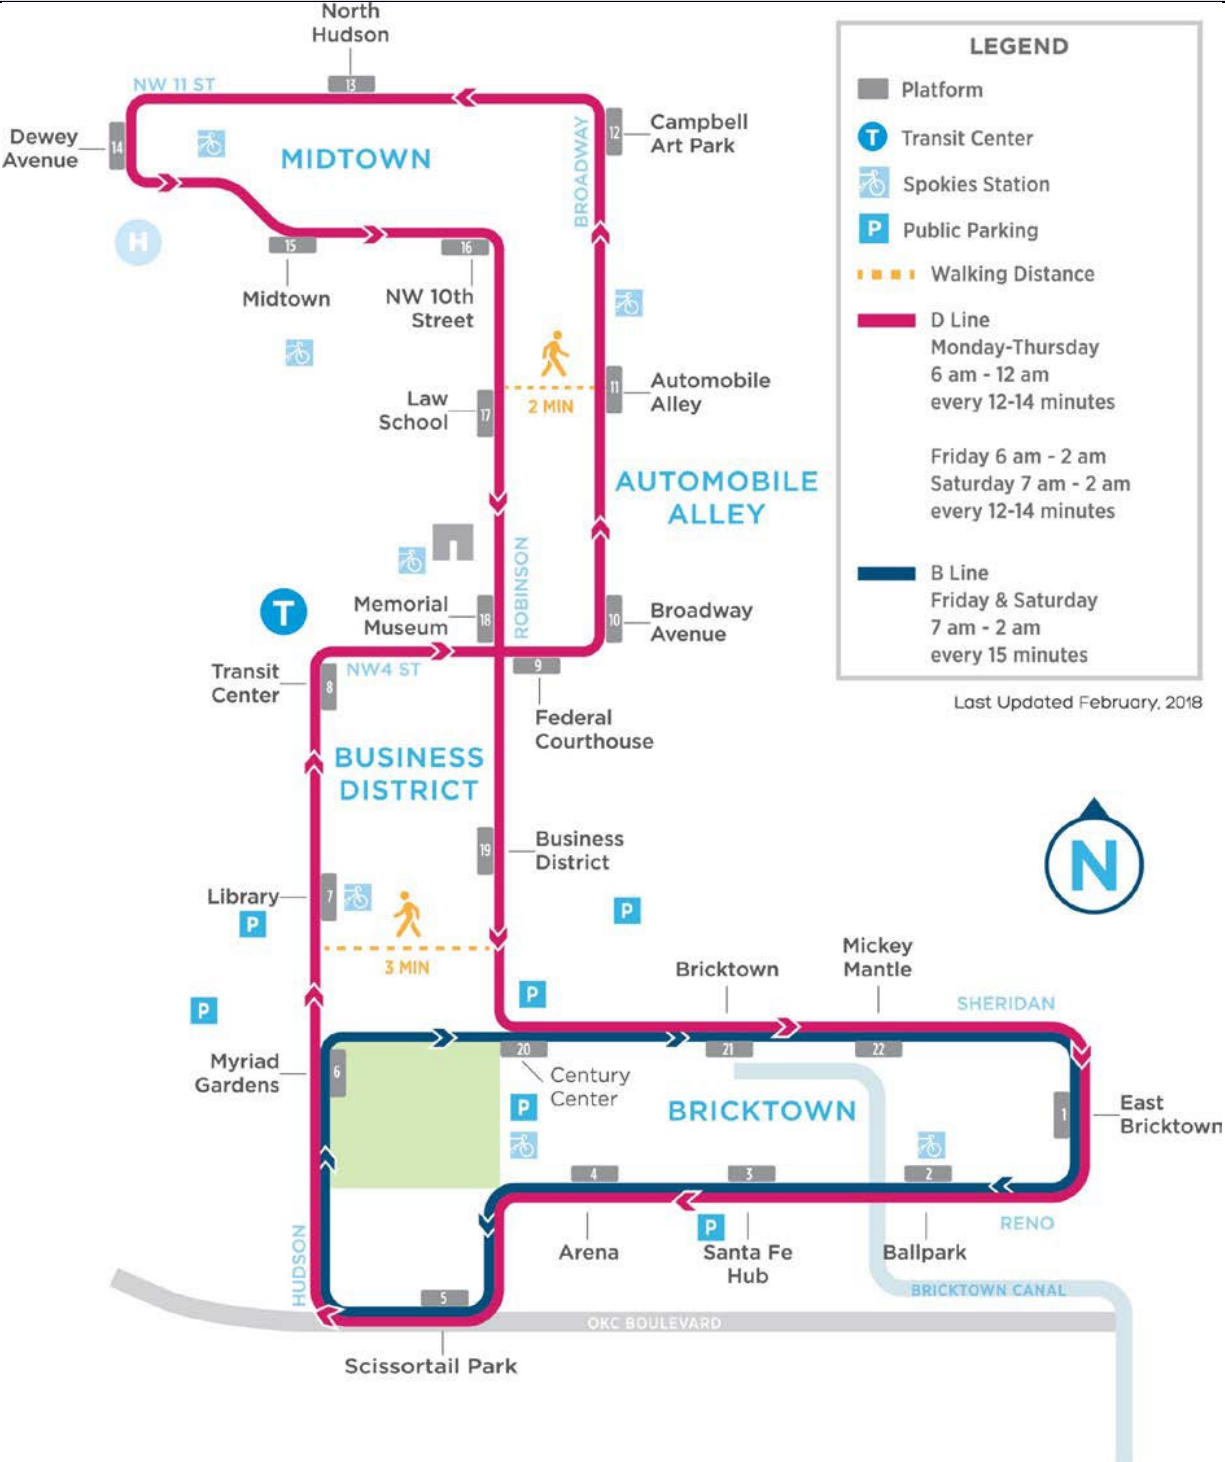 North
Hudson
NW 11 ST
13
Dewey
Avenue
14
MIDTOWN
BROADWAY
12
Campbell
Art Park
H
15
16
Midtown
NW 10th
Street
Law
School
17
2 MIN
11
Automobile
Alley
AUTOMOBILE
ALLEY
ROBINSON
T
Memorial
Museum
18
10
Broadway
Avenue
Transit
Center
8
NW4 ST
9
Federal
Courthouse
BUSINESS
DISTRICT
19
Business
District
Library
7
P
P
3 MIN
P
P
Bricktown
Mickey
Mantle
SHERIDAN
Myriad
Gardens
6
20
21
22
Century
Center
P
BRICKTOWN
1
East
Bricktown
4
3
2
Arena
P
Santa Fe
Hub
Ballpark
RENO
HUDSON
5
BRICKTOWN CANAL
OKC BOULEVARD
Scissortail Park
LEGEND
Platform
T Transit Center
Spokies Station
P Public Parking
Walking Distance
D Line
Monday-Thursday
6 am - 12 am
every 12-14 minutes
Friday 6 am - 2 am
Saturday 7 am - 2 am
every 12-14 minutes
B Line
Friday & Saturday
7 am - 2 am
every 15 minutes
Last Updated February, 2018
N